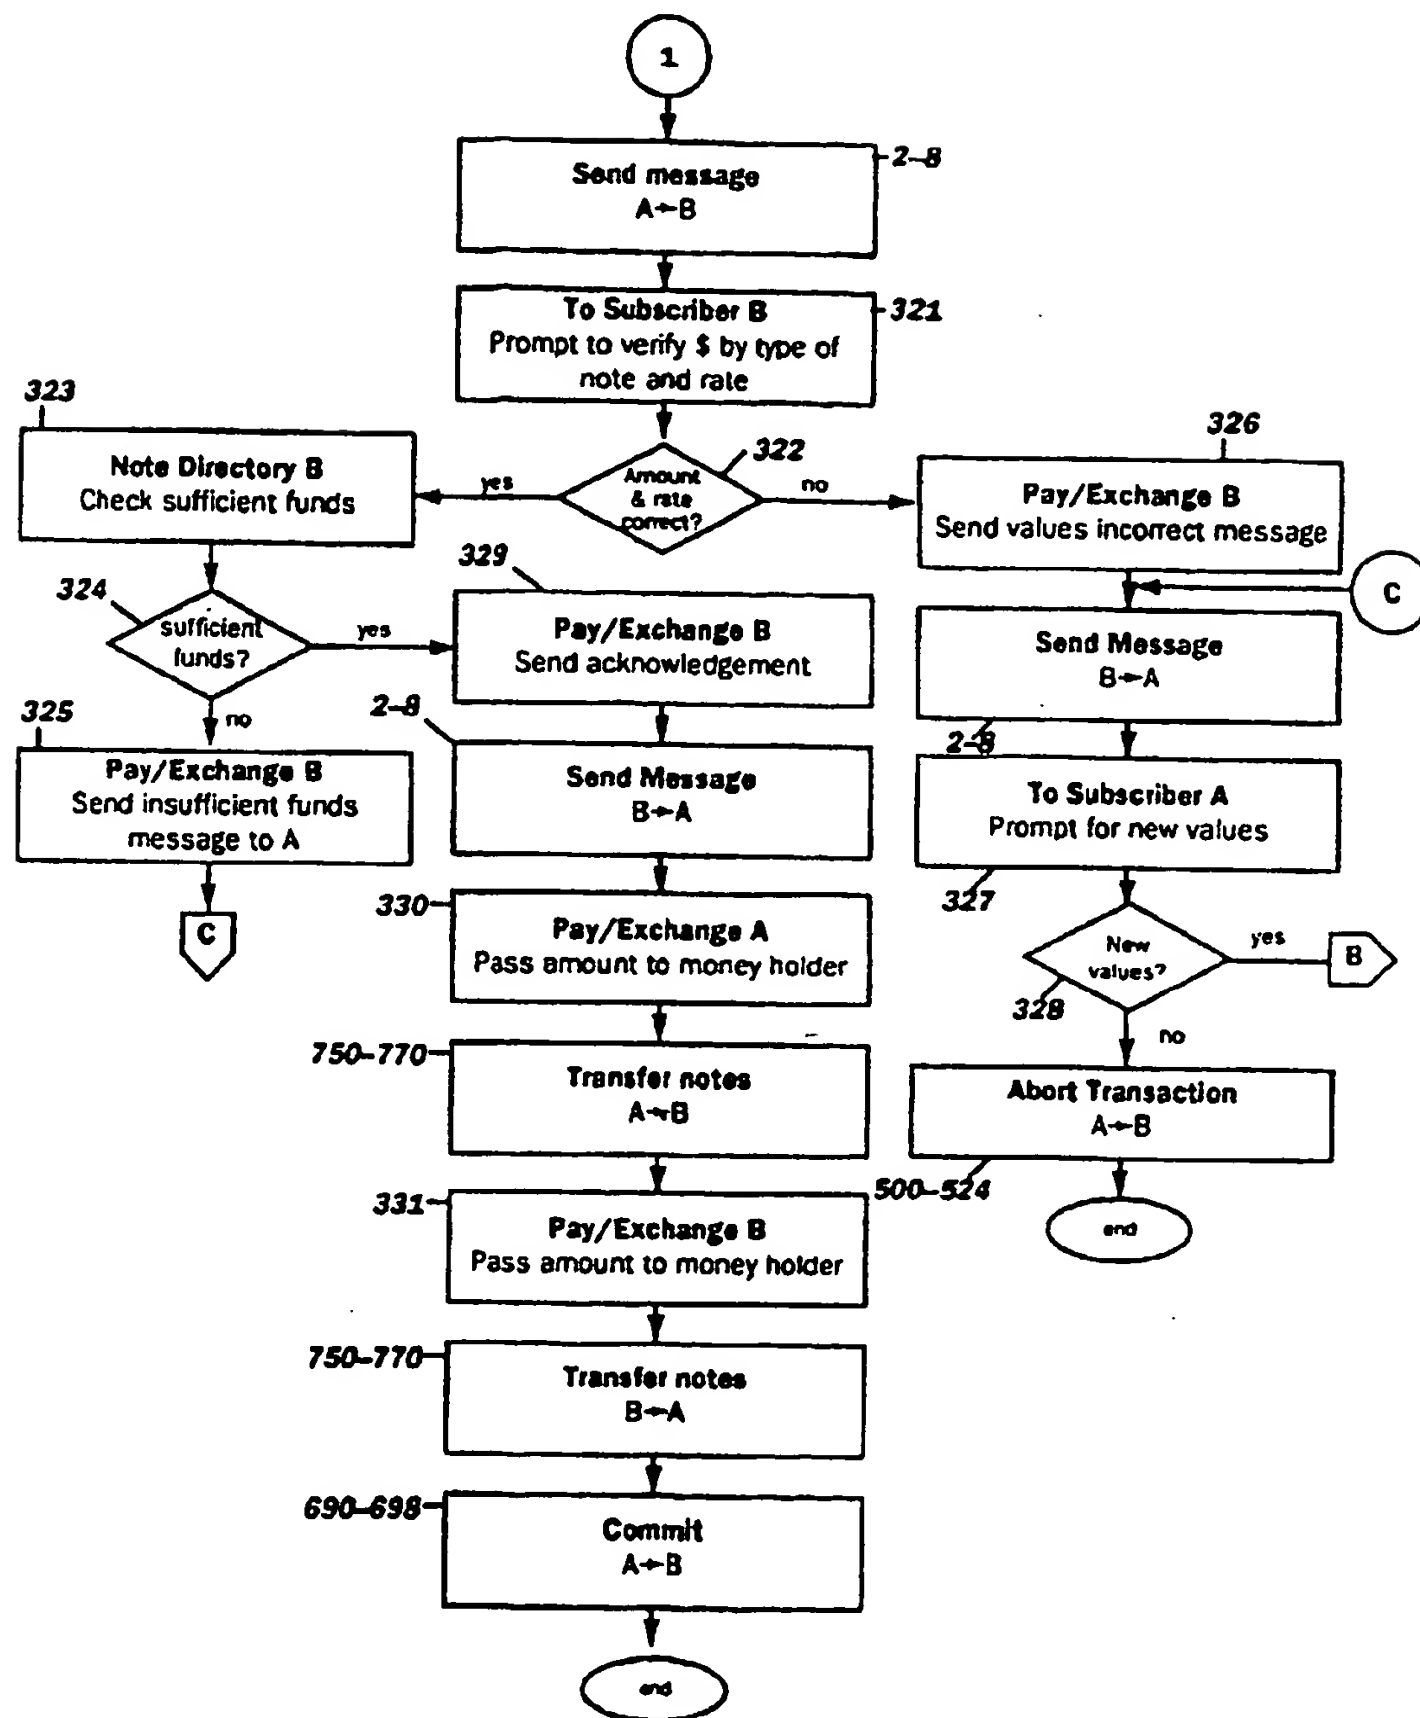 1
Send message
A→B
2–8
To Subscriber B
Prompt to verify $ by type of
note and rate
321
Amount
& rate
correct?
322
yes
no
323
Note Directory B
Check sufficient funds
324
sufficient
funds?
yes
no
325
Pay/Exchange B
Send insufficient funds
message to A
C
329
Pay/Exchange B
Send acknowledgement
2–8
Send Message
B→A
330
Pay/Exchange A
Pass amount to money holder
750–770
Transfer notes
A→B
331
Pay/Exchange B
Pass amount to money holder
750–770
Transfer notes
B→A
690–698
Commit
A→B
end
326
Pay/Exchange B
Send values incorrect message
C
Send Message
B→A
2–8
To Subscriber A
Prompt for new values
327
New
values?
328
yes
B
no
Abort Transaction
A→B
500–524
end